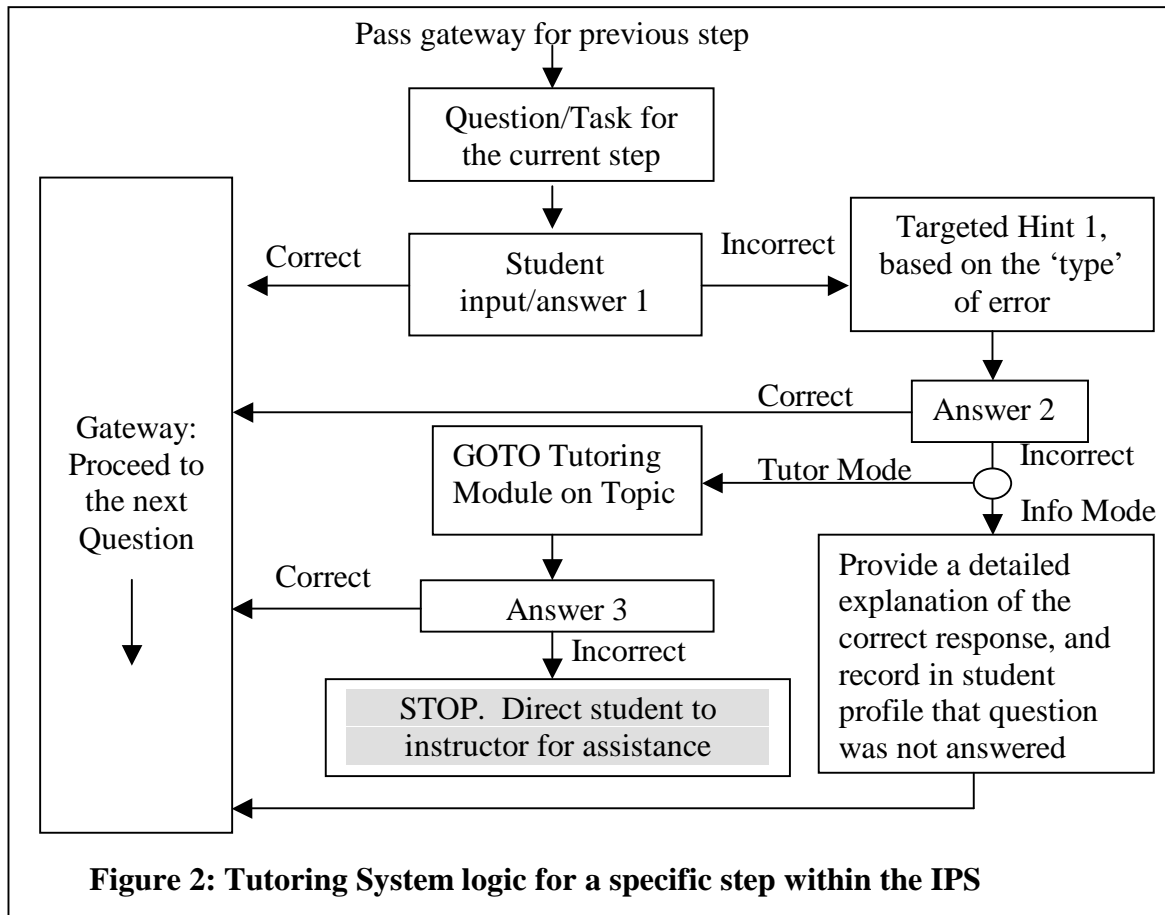 Pass gateway for previous step
Question/Task for
the current step
Correct
Student
input/answer 1
Incorrect
Targeted Hint 1,
based on the ‘type’
of error
Correct
Answer 2
Incorrect
Gateway:
Proceed to
the next
Question
GOTO Tutoring
Module on Topic
Tutor Mode
Info Mode
Correct
Answer 3
Incorrect
Provide a detailed
explanation of the
correct response, and
record in student
profile that question
was not answered
STOP.  Direct student to
instructor for assistance
Figure 2: Tutoring System logic for a specific step within the IPS